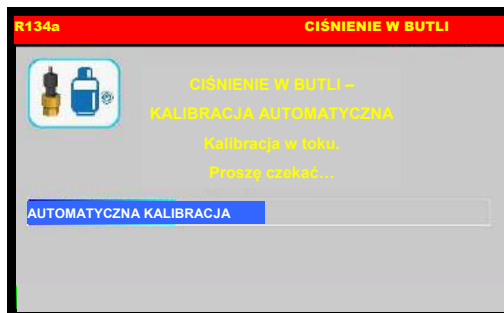 R134a CIŚNIENIE W BUTLI
CIŚNIENIE W BUTLI –
KALIBRACJA AUTOMATYCZNA
Kalibracja w toku.
Proszę czekać...
AUTOMATYCZNA KALIBRACJA